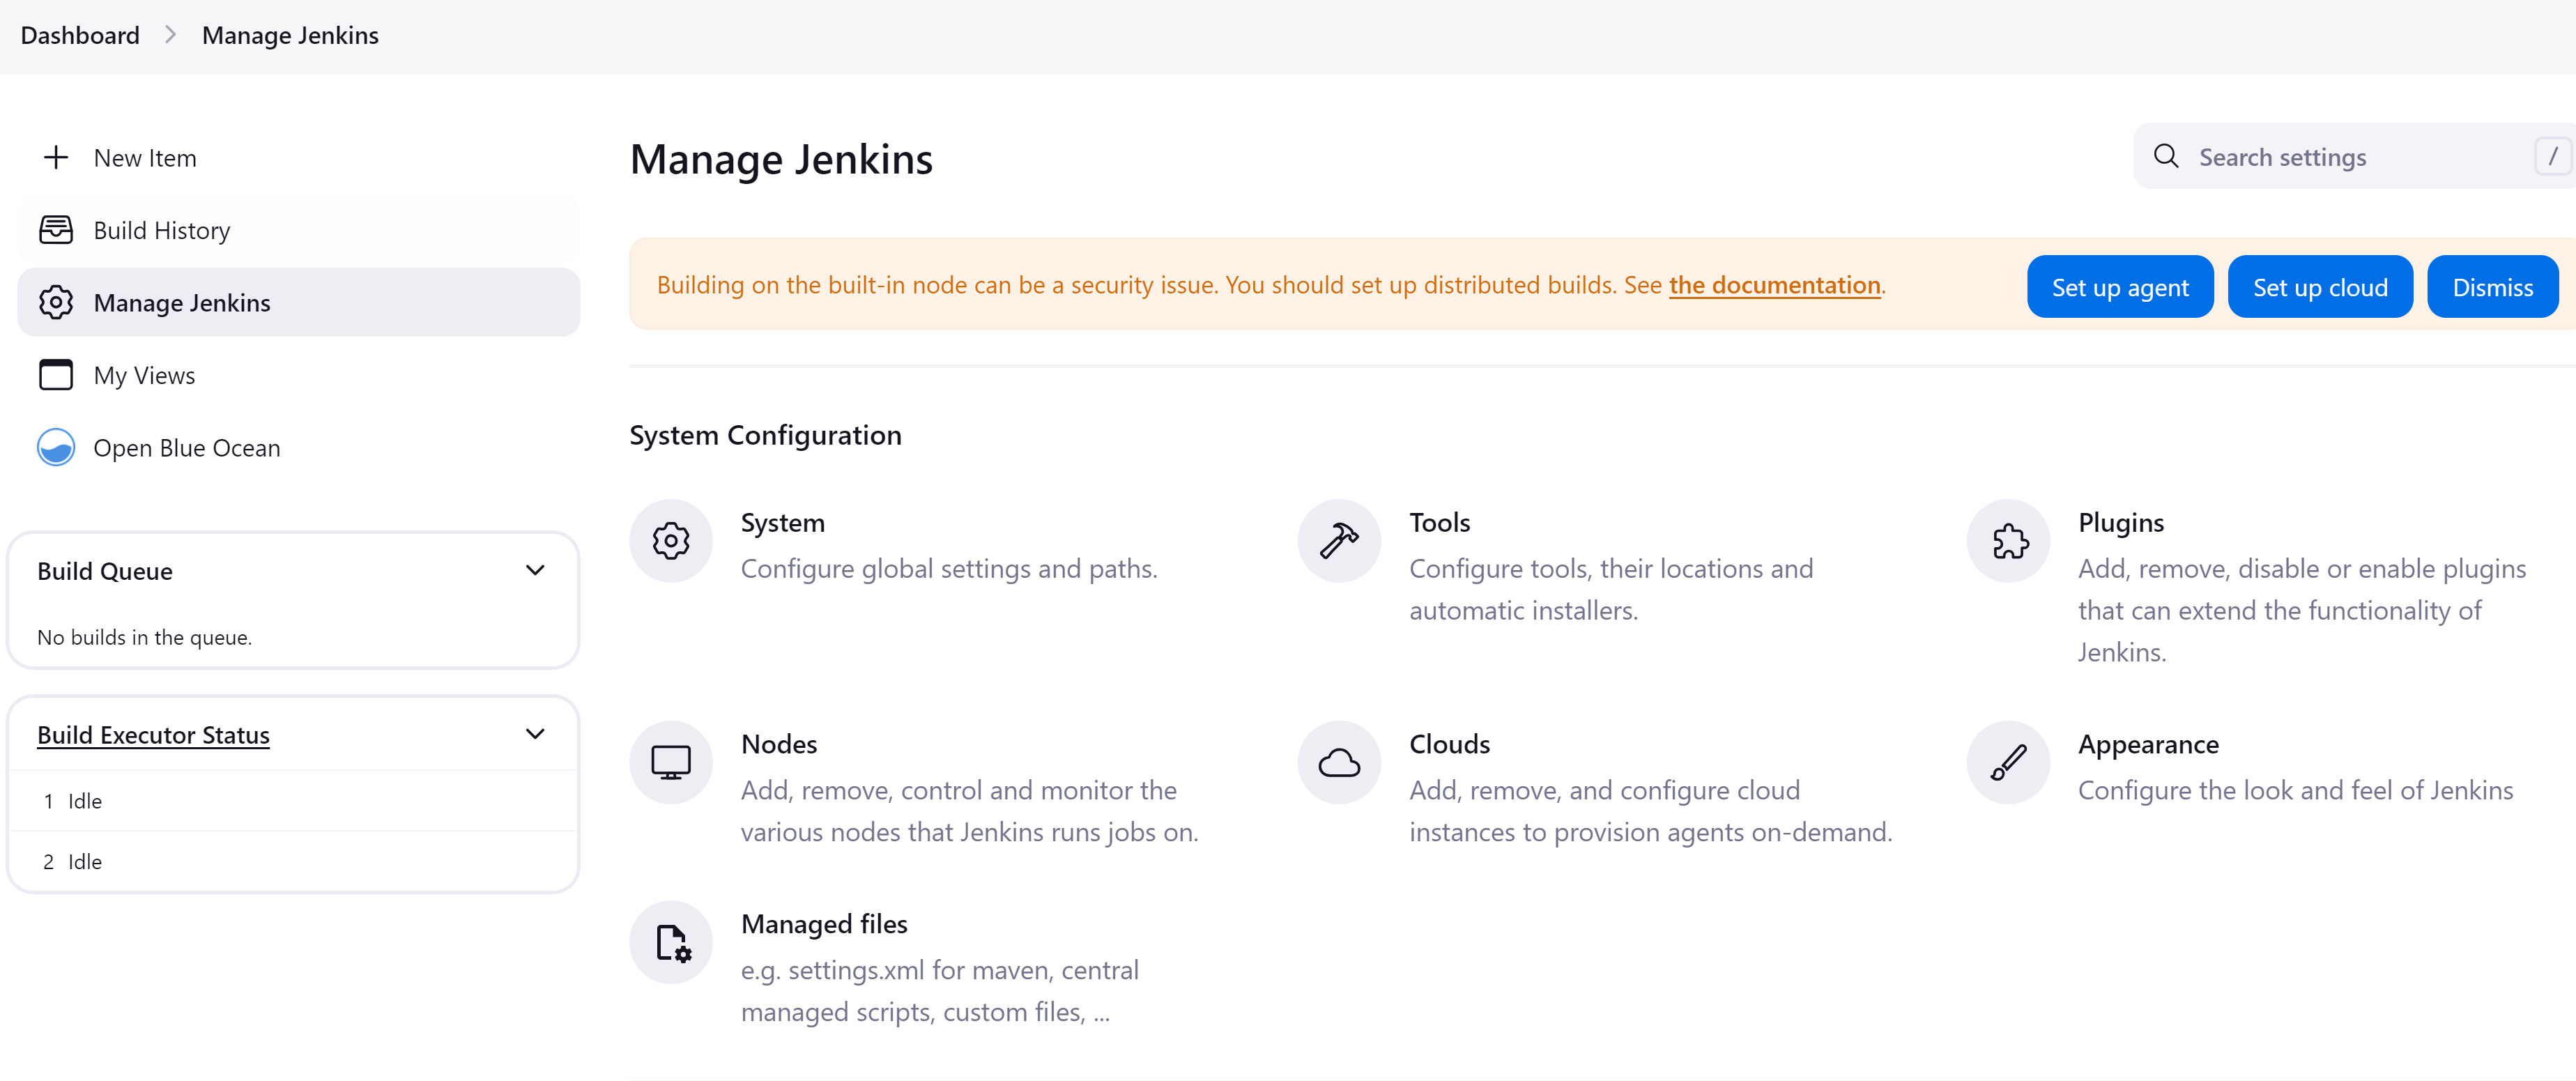 Dashboard > Manage Jenkins
New Item
Build History
Manage Jenkins
My Views
Open Blue Ocean
Build Queue
No builds in the queue.
Build Executor Status
1 Idle
2 Idle
Manage Jenkins
Search settings /
Building on the built-in node can be a security issue. You should set up distributed builds. See the documentation.
Set up agent
Set up cloud
Dismiss
System Configuration
System
Configure global settings and paths.
Tools
Configure tools, their locations and
automatic installers.
Plugins
Add, remove, disable or enable plugins
that can extend the functionality of
Jenkins.
Nodes
Add, remove, control and monitor the
various nodes that Jenkins runs jobs on.
Clouds
Add, remove, and configure cloud
instances to provision agents on-demand.
Appearance
Configure the look and feel of Jenkins
Managed files
e.g. settings.xml for maven, central
managed scripts, custom files, ...